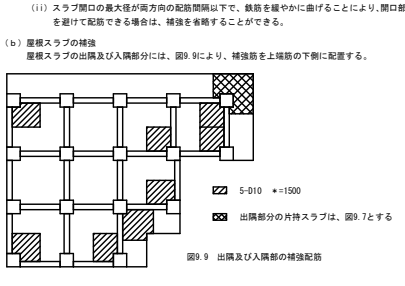 (ⅱ) スラブ開口の最大径が両方向の配筋間隔以下で、鉄筋を緩やかに曲げることにより、開口部
を避けて配筋できる場合は、補強を省略することができる。
(b) 屋根スラブの補強
屋根スラブの出隅及び入隅部分には、図9.9により、補強筋を上端筋の下側に配置する。
5-D10 *=1500
出隅部分の片持スラブは、図9.7とする
図9.9 出隅及び入隅部の補強配筋